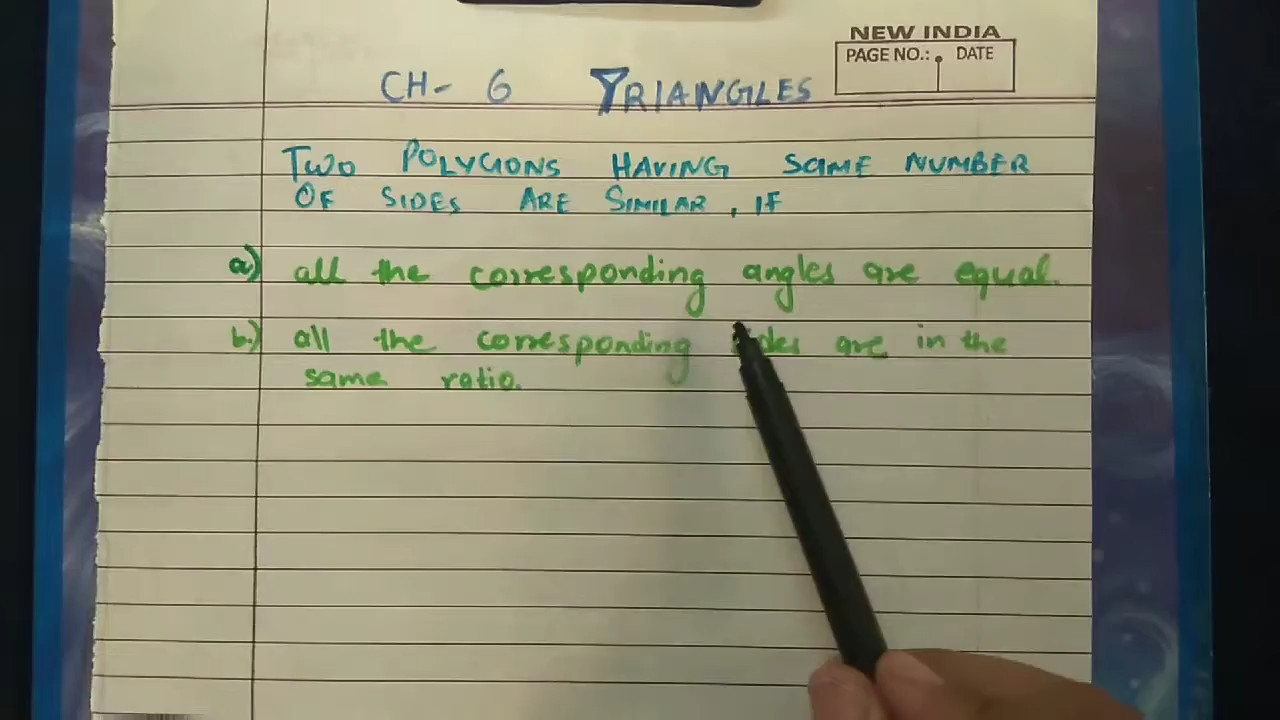 NEW INDIA
PAGE NO.: DATE
CH- 6 TRIANGLES
TWO POLYGONS HAVING SAME NUMBER
OF SIDES ARE SIMILAR, IF
a) all the corresponding angles are equal.
b.) all the corresponding sides are in the
same ratio.